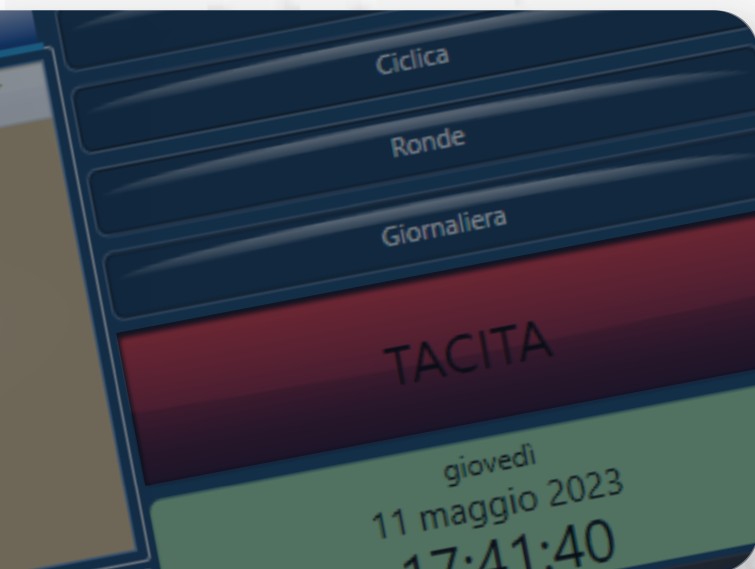 Ciclica
Ronde
Giornaliera
TACITA
giovedì
11 maggio 2023
17:41:40